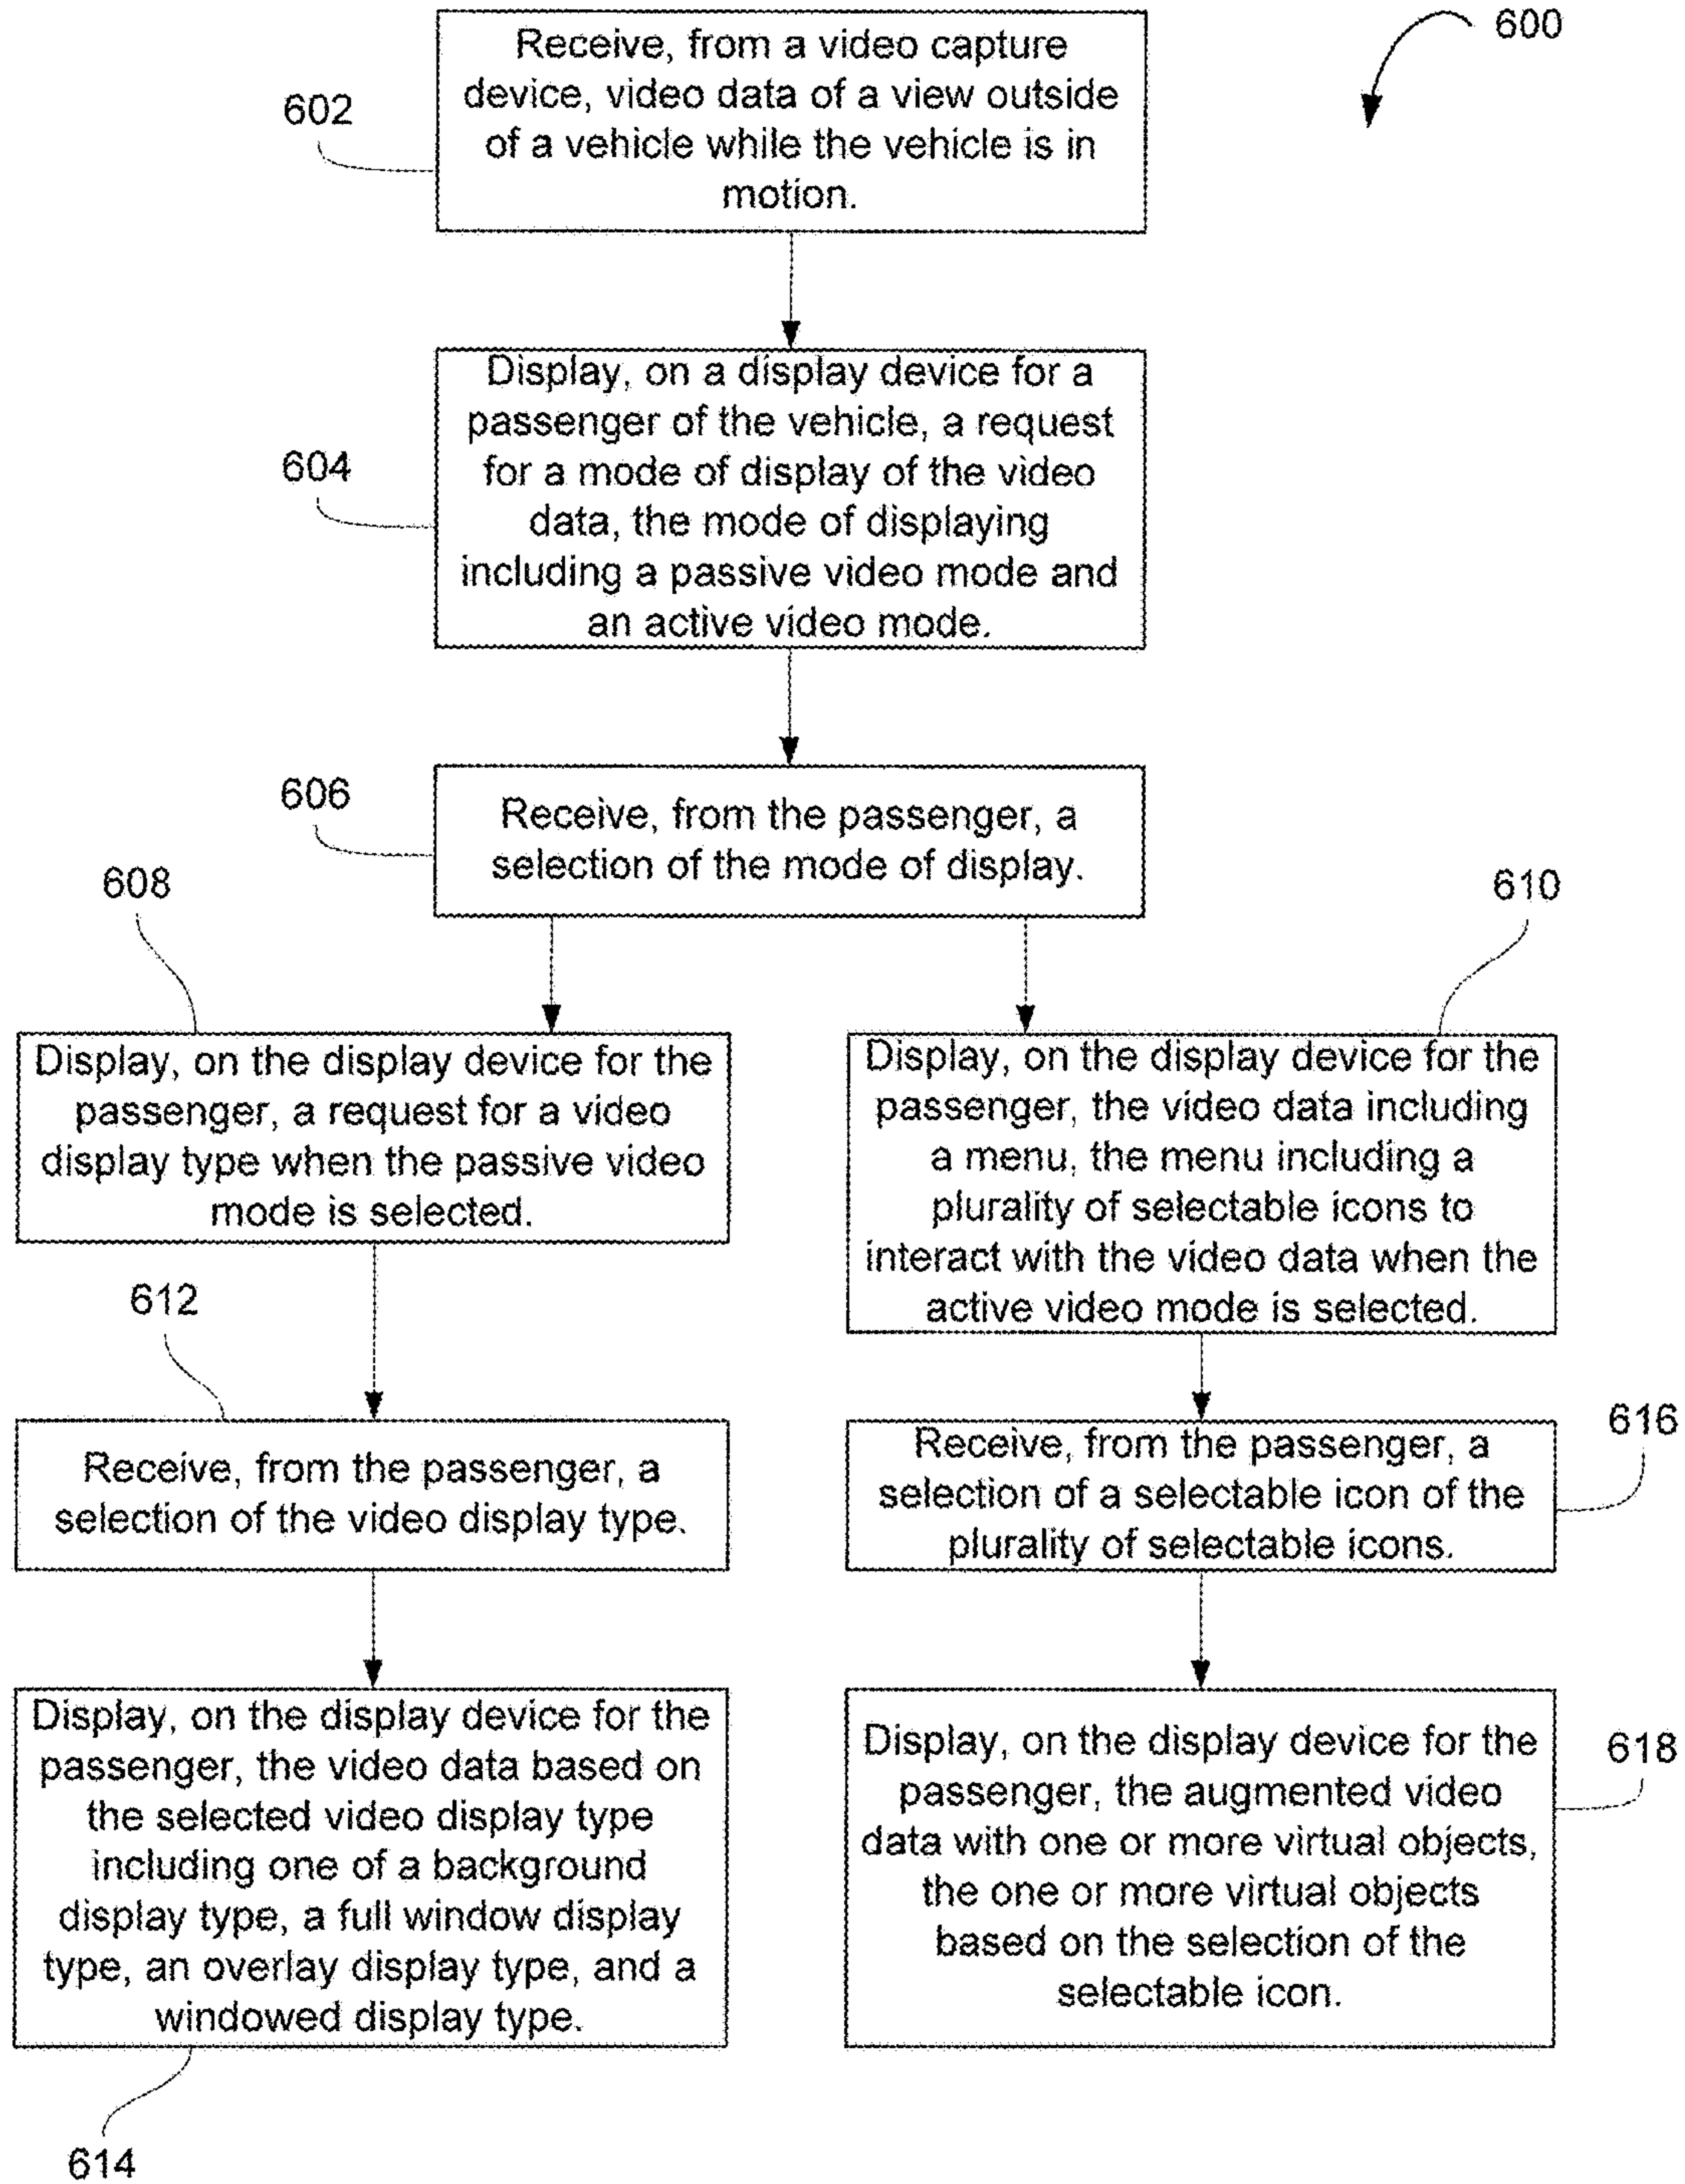 600
602
Receive, from a video capture
device, video data of a view outside
of a vehicle while the vehicle is in
motion.
604
Display, on a display device for a
passenger of the vehicle, a request
for a mode of display of the video
data, the mode of displaying
including a passive video mode and
an active video mode.
606
Receive, from the passenger, a
selection of the mode of display.
608
Display, on the display device for the
passenger, a request for a video
display type when the passive video
mode is selected.
610
Display, on the display device for the
passenger, the video data including
a menu, the menu including a
plurality of selectable icons to
interact with the video data when the
active video mode is selected.
612
Receive, from the passenger, a
selection of the video display type.
616
Receive, from the passenger, a
selection of a selectable icon of the
plurality of selectable icons.
Display, on the display device for the
passenger, the video data based on
the selected video display type
including one of a background
display type, a full window display
type, an overlay display type, and a
windowed display type.
614
618
Display, on the display device for the
passenger, the augmented video
data with one or more virtual objects,
the one or more virtual objects
based on the selection of the
selectable icon.